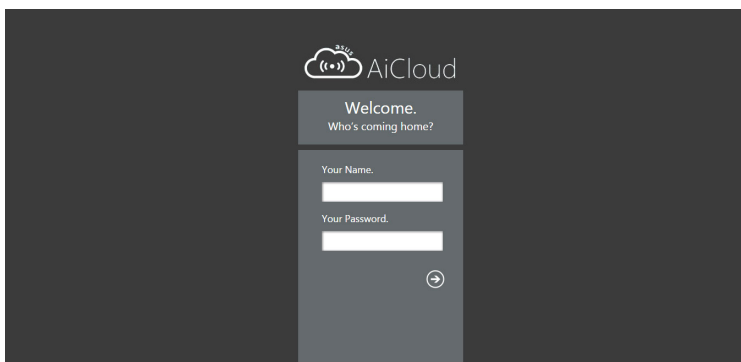 asus
AiCloud
Welcome.
Who's coming home?
Your Name.
Your Password.